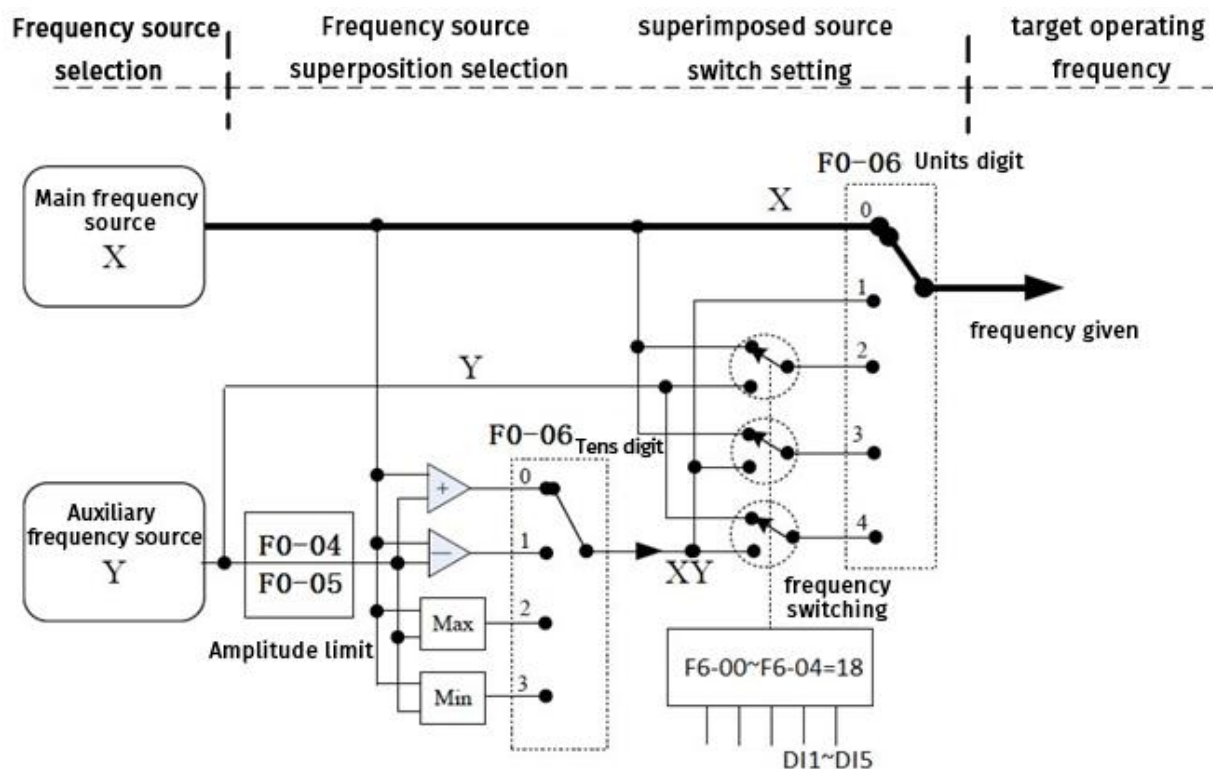 Frequency source
selection
Frequency source
superposition selection
superimposed source
switch setting
target operating
frequency
F0-06 Units digit
Main frequency
source
X
X
0
1
frequency given
2
Y
3
F0-06 Tens digit
0
+
4
Auxiliary
frequency source
Y
F0-04
F0-05
−
1
XY
frequency
switching
Amplitude limit
Max
2
Min
3
F6-00~F6-04=18
DI1~DI5